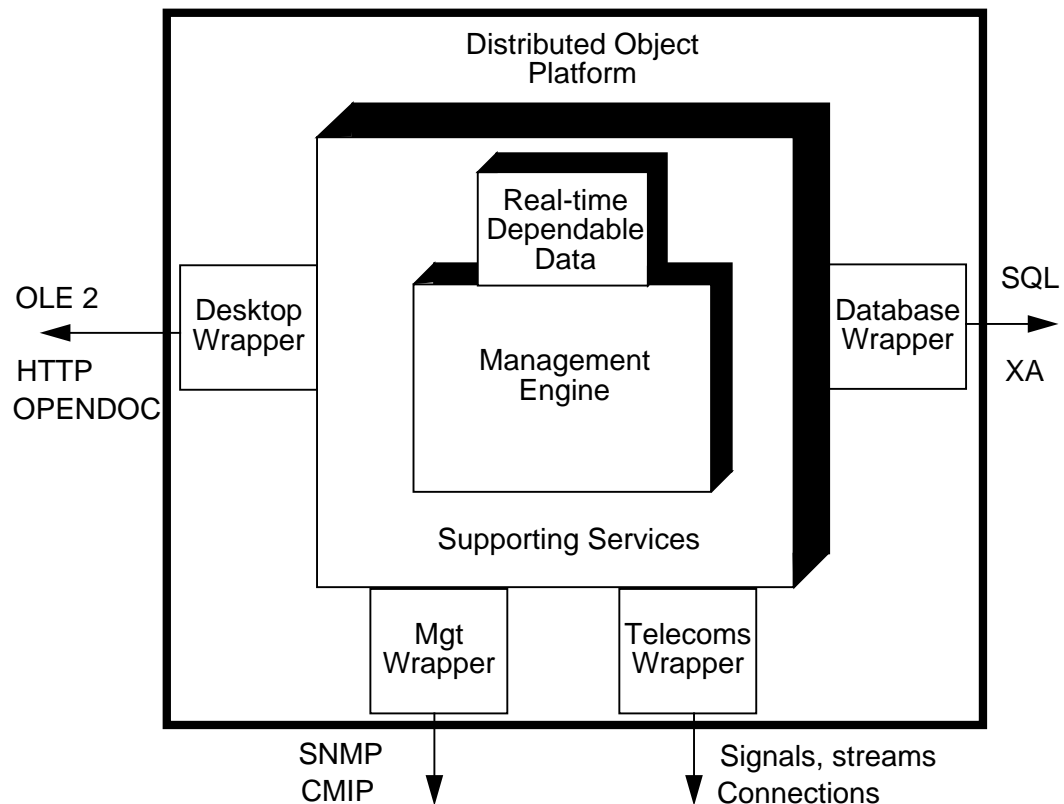 Distributed Object
Platform
Real-time
Dependable
Data
OLE 2
HTTP
OPENDOC
Desktop
Wrapper
Management
Engine
Database
Wrapper
SQL
XA
Supporting Services
Mgt
Wrapper
Telecoms
Wrapper
SNMP
CMIP
Signals, streams
Connections